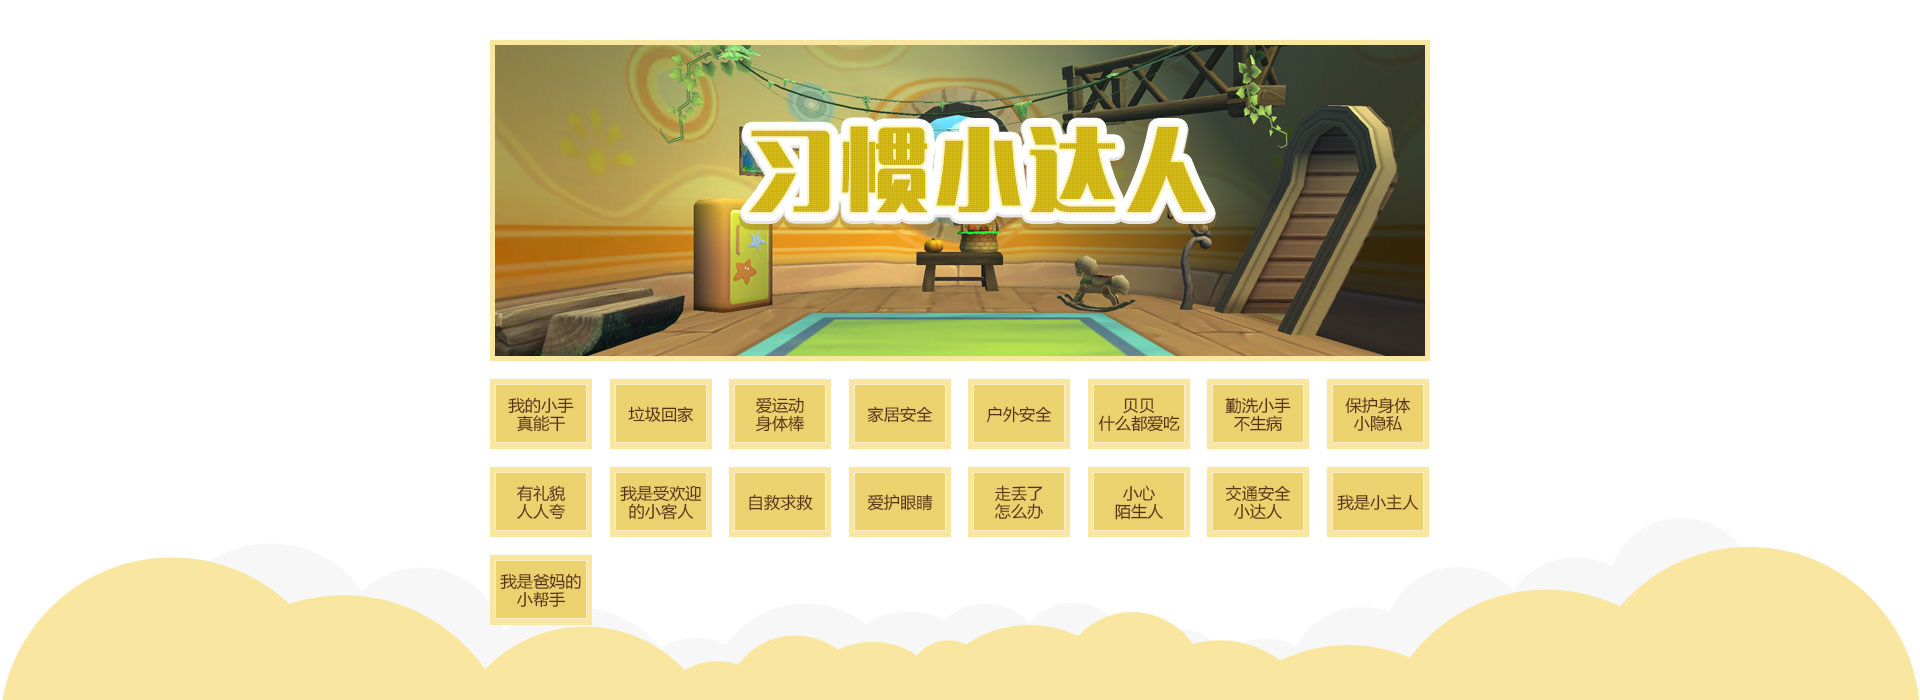 习惯小达人
我的小手
真能干
垃圾回家
爱运动
身体棒
家居安全
户外安全
贝贝
什么都爱吃
勤洗小手
不生病
保护身体
小隐私
有礼貌
人人夸
我是受欢迎
的小客人
自救求救
爱护眼睛
走丢了
怎么办
小心
陌生人
交通安全
小达人
我是小主人
我是爸妈的
小帮手